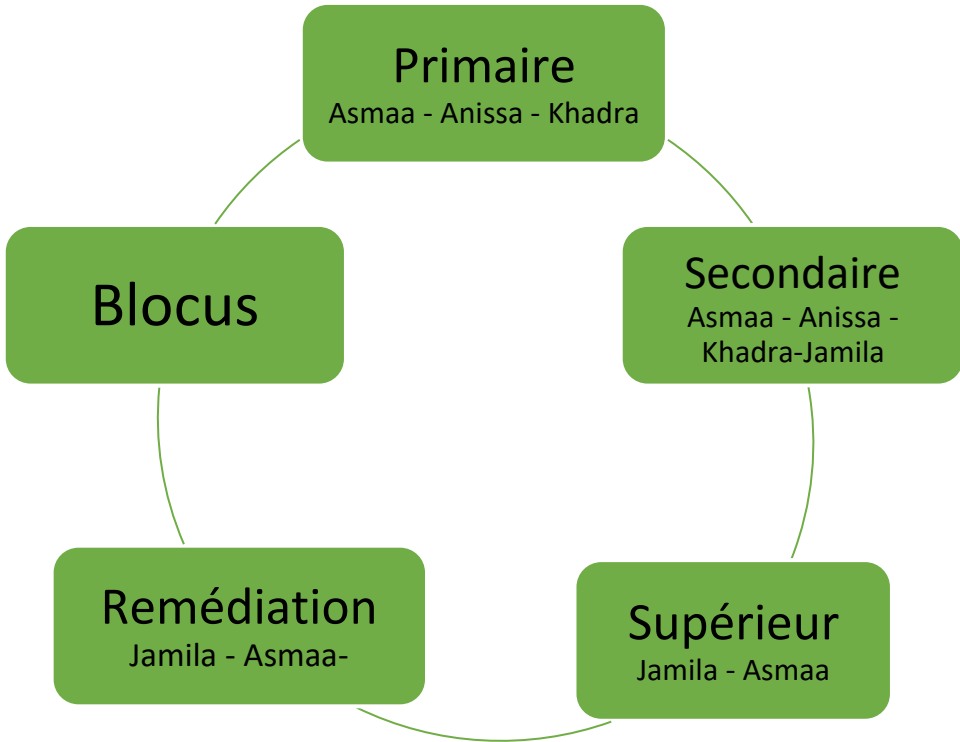 Primaire
Asmaa - Anissa - Khadra
Secondaire
Asmaa - Anissa -
Khadra-Jamila
Supérieur
Jamila - Asmaa
Remédiation
Jamila - Asmaa-
Blocus